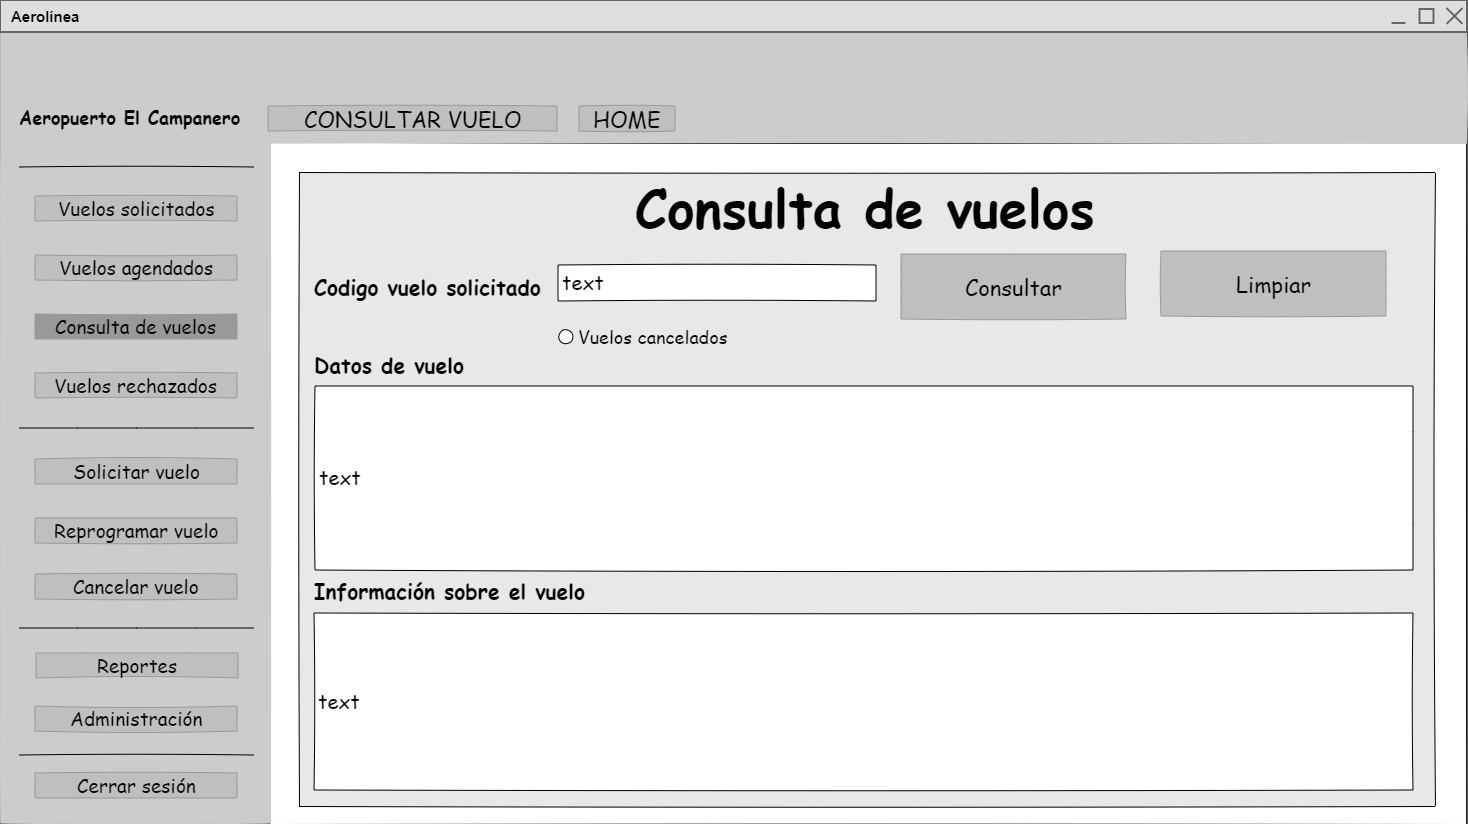 Aerolínea
Aeropuerto El Campanero
CONSULTAR VUELO
HOME
Vuelos solicitados
Vuelos agendados
Consulta de vuelos
Vuelos rechazados
Solicitar vuelo
Reprogramar vuelo
Cancelar vuelo
Reportes
Administración
Cerrar sesión
Consulta de vuelos
Codigo vuelo solicitado
text
Consultar
Limpiar
Vuelos cancelados
Datos de vuelo
text
Información sobre el vuelo
text